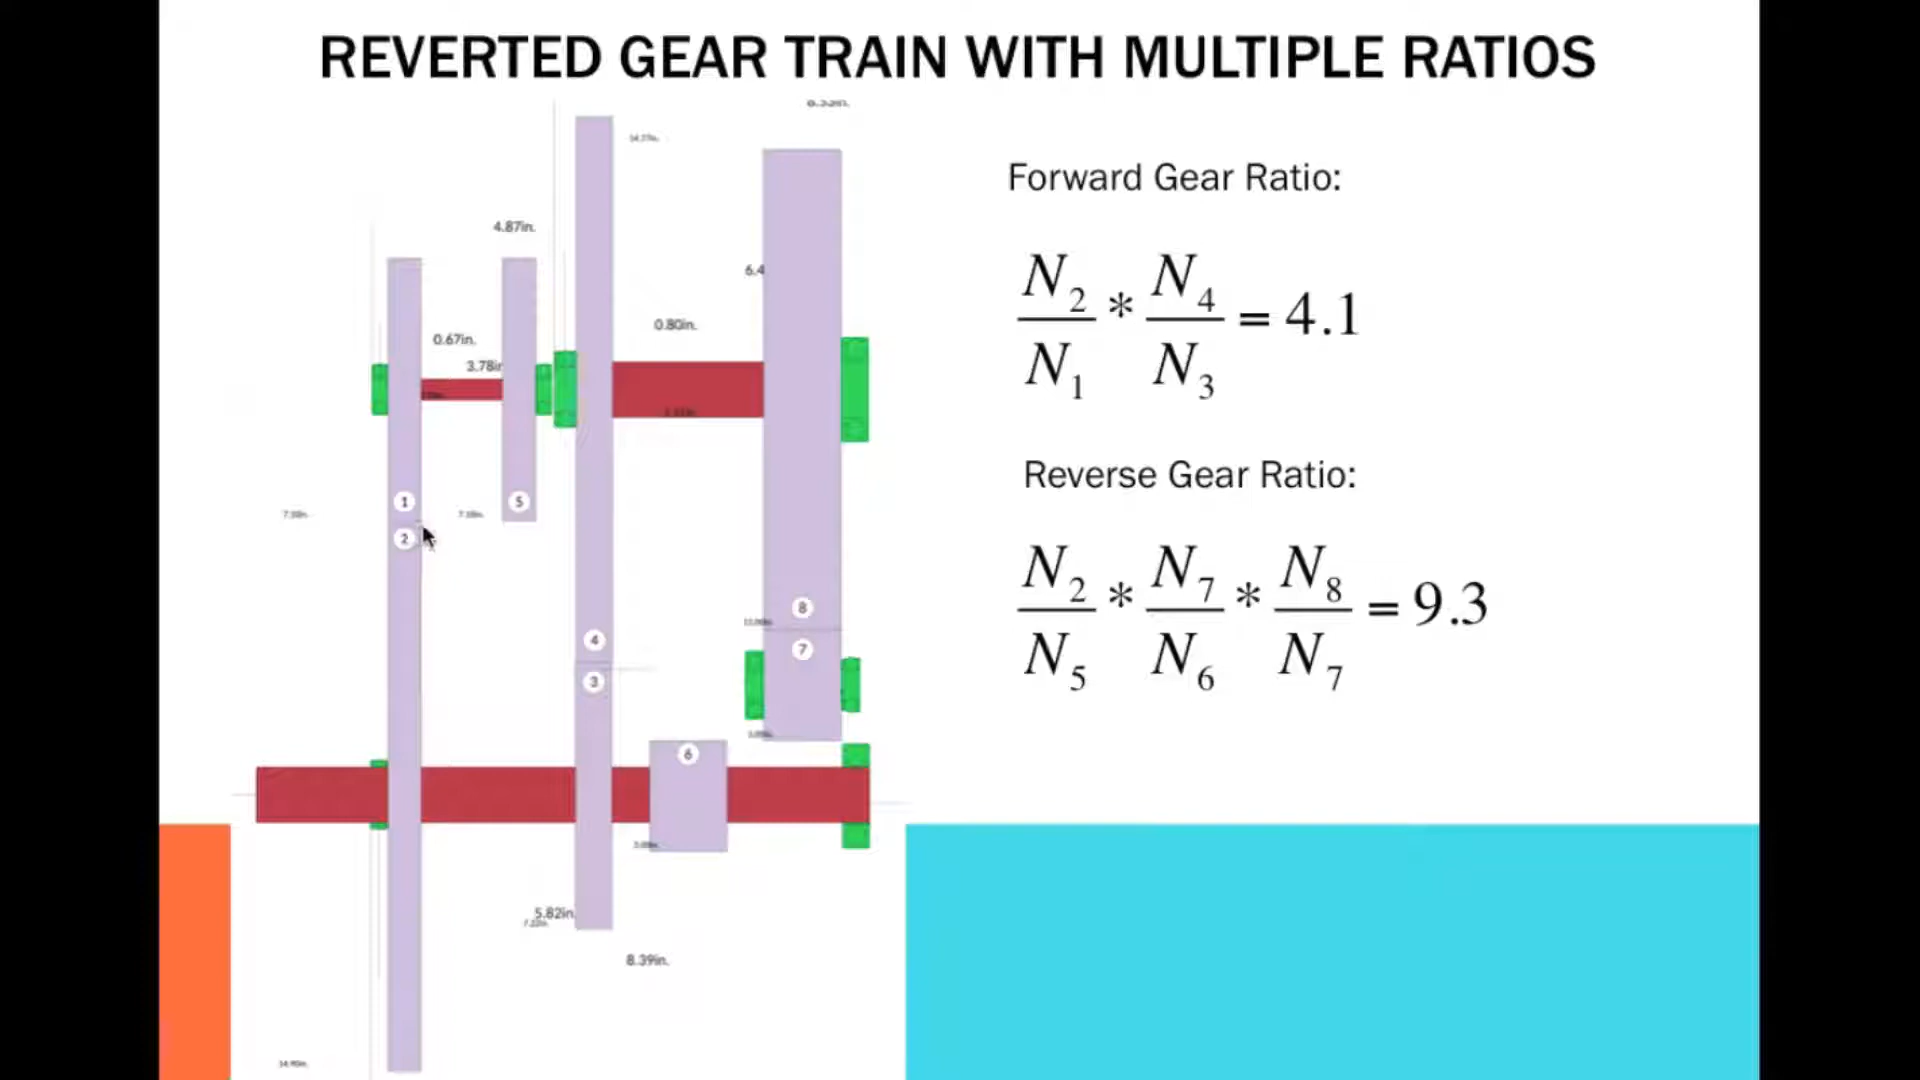 REVERTED GEAR TRAIN WITH MULTIPLE RATIOS
Forward Gear Ratio:
N2/N1 * N4/N3 = 4.1
Reverse Gear Ratio:
N2/N5 * N7/N6 * N8/N7 = 9.3
4.87in.
6.4
0.80in.
0.67in.
3.78in
1
5
2
8
4
7
3
6
5.82in.
8.39in.